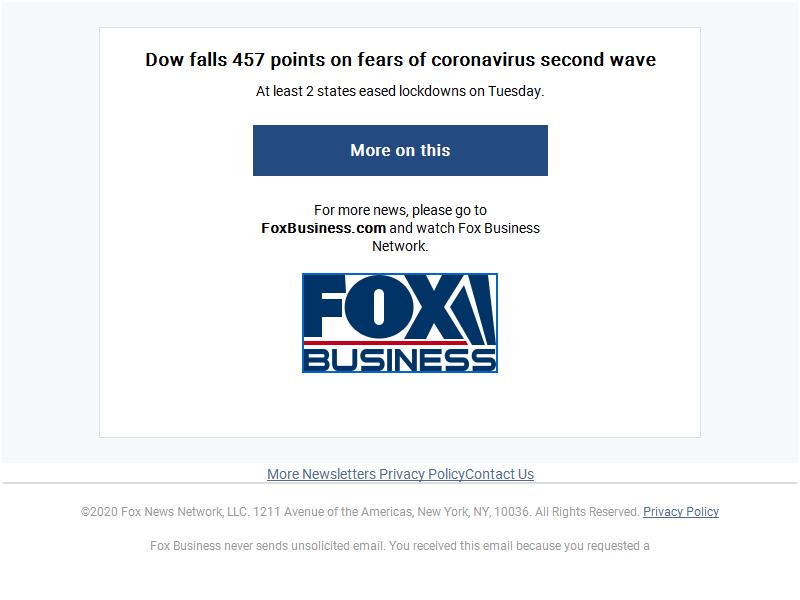 Dow falls 457 points on fears of coronavirus second wave
At least 2 states eased lockdowns on Tuesday.
More on this
For more news, please go to
FoxBusiness.com and watch Fox Business
Network.
FOX
BUSINESS
More Newsletters Privacy PolicyContact Us
©2020 Fox News Network, LLC. 1211 Avenue of the Americas, New York, NY, 10036. All Rights Reserved. Privacy Policy
Fox Business never sends unsolicited email. You received this email because you requested a